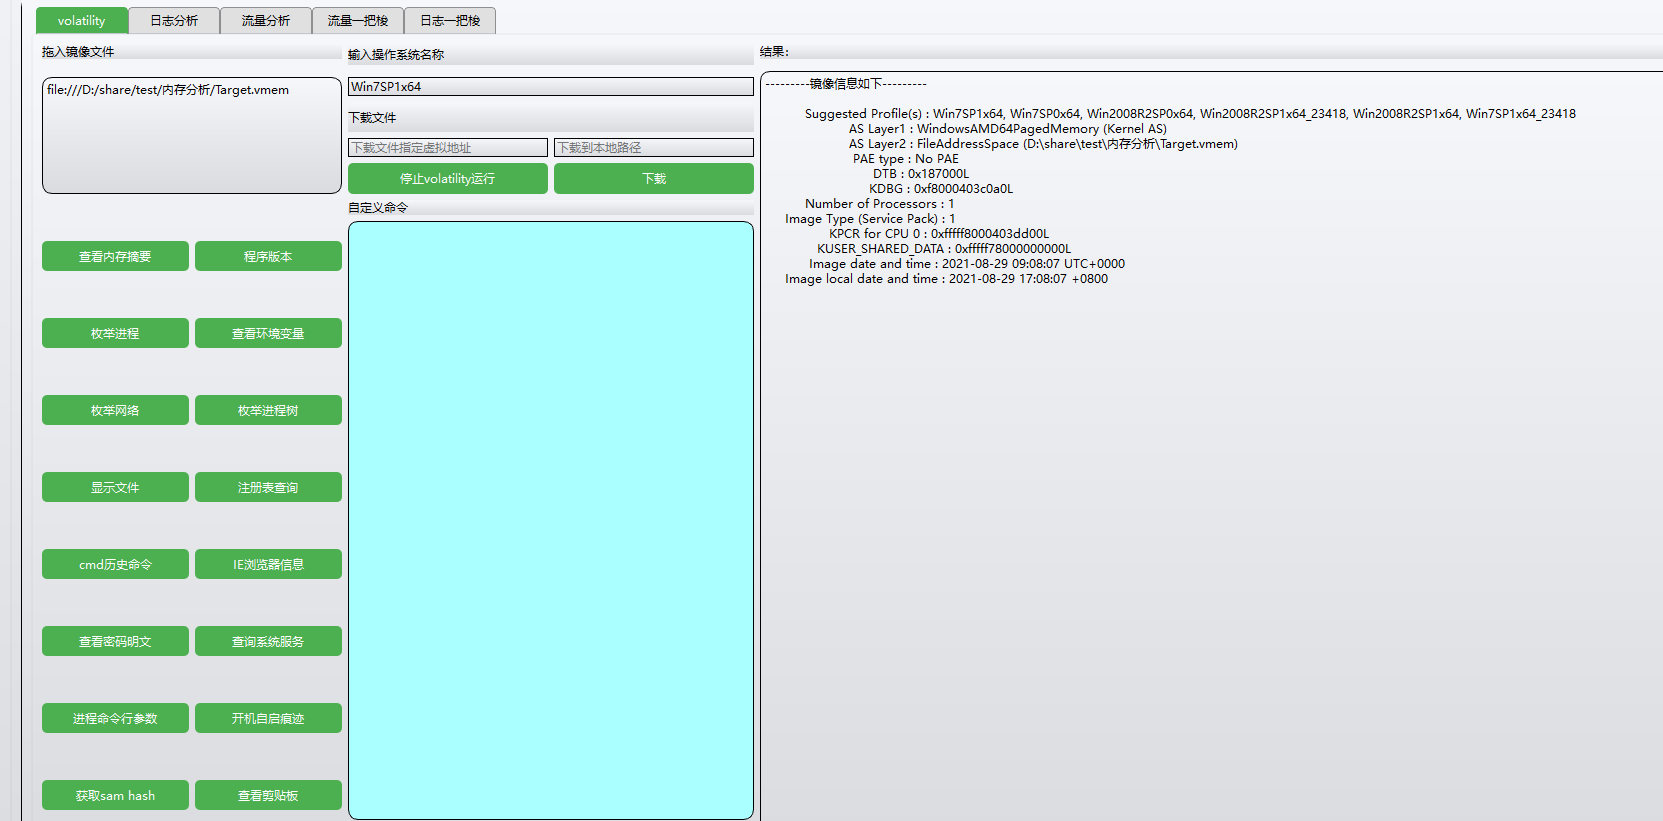 volatility
日志分析
流量分析
流量一把梭
日志一把梭
拖入镜像文件
file:///D:/share/test/内存分析/Target.vmem
查看内存摘要
程序版本
枚举进程
查看环境变量
枚举网络
枚举进程树
显示文件
注册表查询
cmd历史命令
IE浏览器信息
查看密码明文
查询系统服务
进程命令行参数
开机自启痕迹
获取sam hash
查看剪贴板
输入操作系统名称
Win7SP1x64
下载文件
下载文件指定虚拟地址
下载到本地路径
停止volatility运行
下载
自定义命令
结果：
---------镜像信息如下---------
Suggested Profile(s) : Win7SP1x64, Win7SP0x64, Win2008R2SP0x64, Win2008R2SP1x64_23418, Win2008R2SP1x64, Win7SP1x64_23418
AS Layer1 : WindowsAMD64PagedMemory (Kernel AS)
AS Layer2 : FileAddressSpace (D:\share\test\内存分析\Target.vmem)
PAE type : No PAE
DTB : 0x187000L
KDBG : 0xf8000403c0a0L
Number of Processors : 1
Image Type (Service Pack) : 1
KPCR for CPU 0 : 0xfffff8000403dd00L
KUSER_SHARED_DATA : 0xfffff78000000000L
Image date and time : 2021-08-29 09:08:07 UTC+0000
Image local date and time : 2021-08-29 17:08:07 +0800